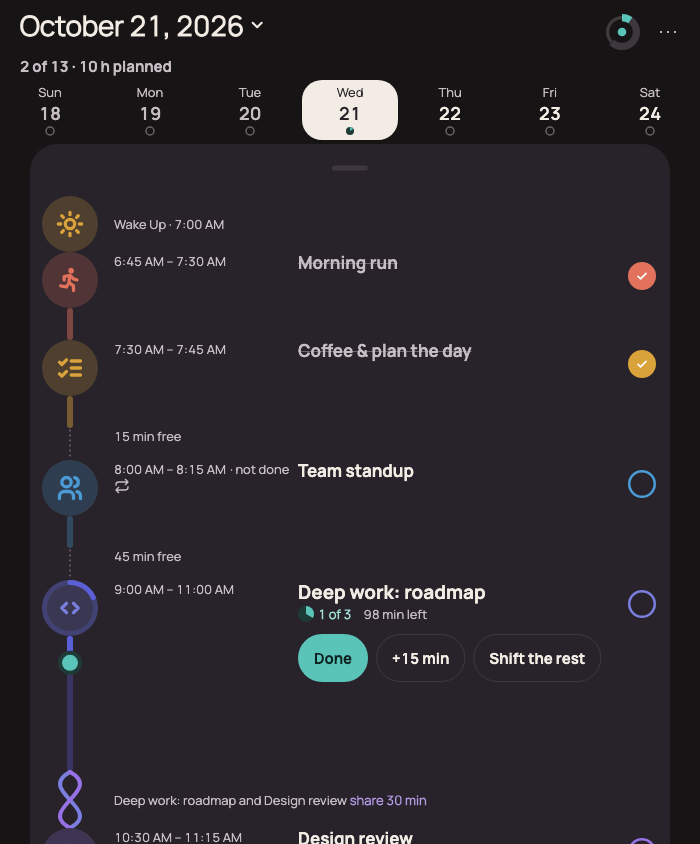 October 21, 2026
2 of 13 · 10 h planned
Sun Mon Tue Wed Thu Fri Sat
18 19 20 21 22 23 24
Wake Up · 7:00 AM
6:45 AM – 7:30 AM Morning run
7:30 AM – 7:45 AM Coffee & plan the day
15 min free
8:00 AM – 8:15 AM · not done Team standup
45 min free
9:00 AM – 11:00 AM Deep work: roadmap
1 of 3 98 min left
Done +15 min Shift the rest
Deep work: roadmap and Design review share 30 min
10:30 AM – 11:15 AM Design review